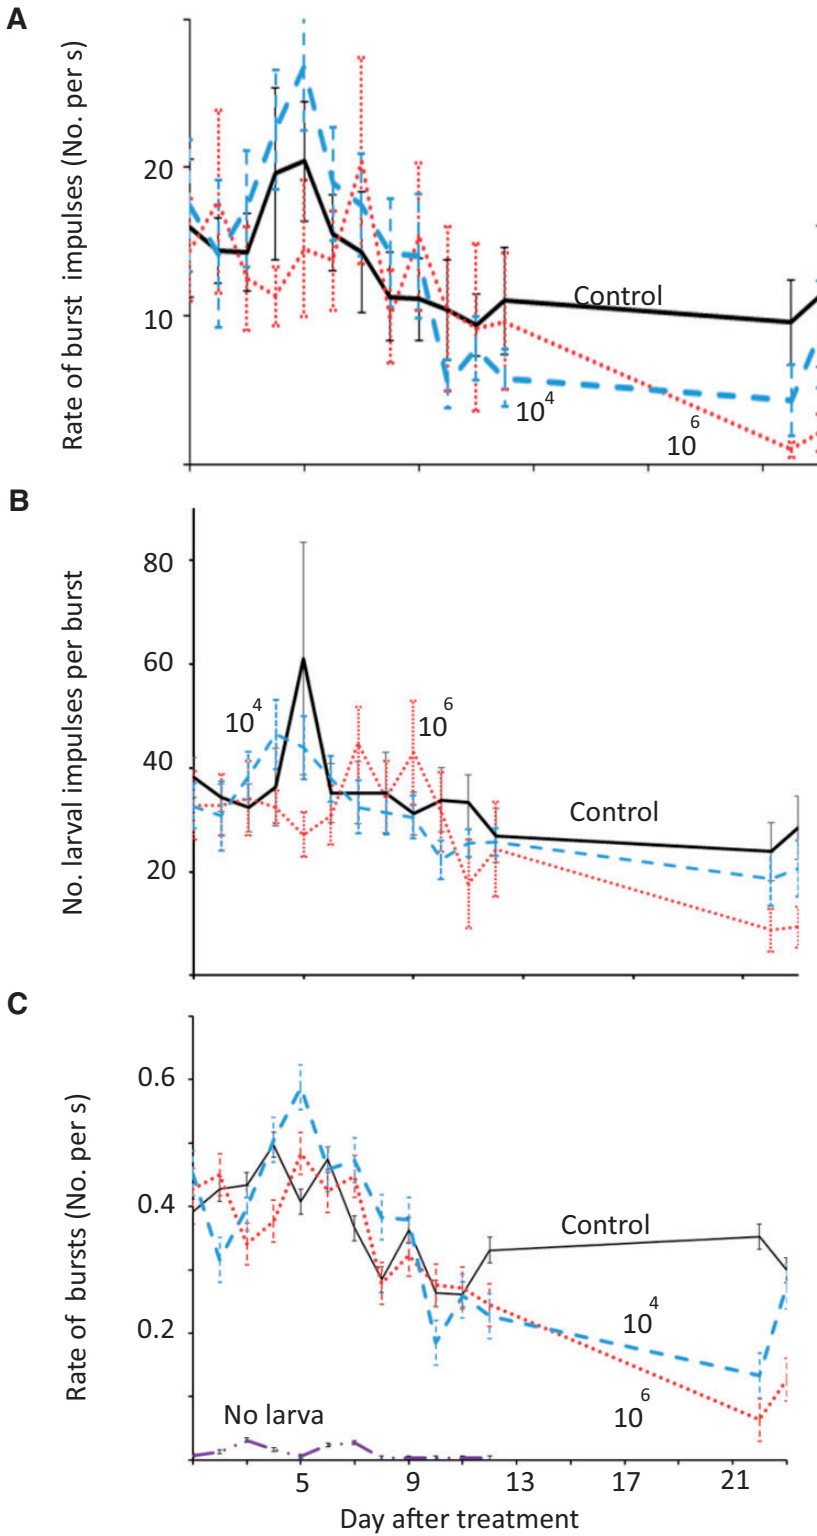 A
Rate of burst impulses (No. per s)
20
10
Control
10^4
10^6
B
No. larval impulses per burst
80
60
40
20
10^4
10^6
Control
C
Rate of bursts (No. per s)
0.6
0.4
0.2
Control
10^4
10^6
No larva
5 9 13 17 21
Day after treatment